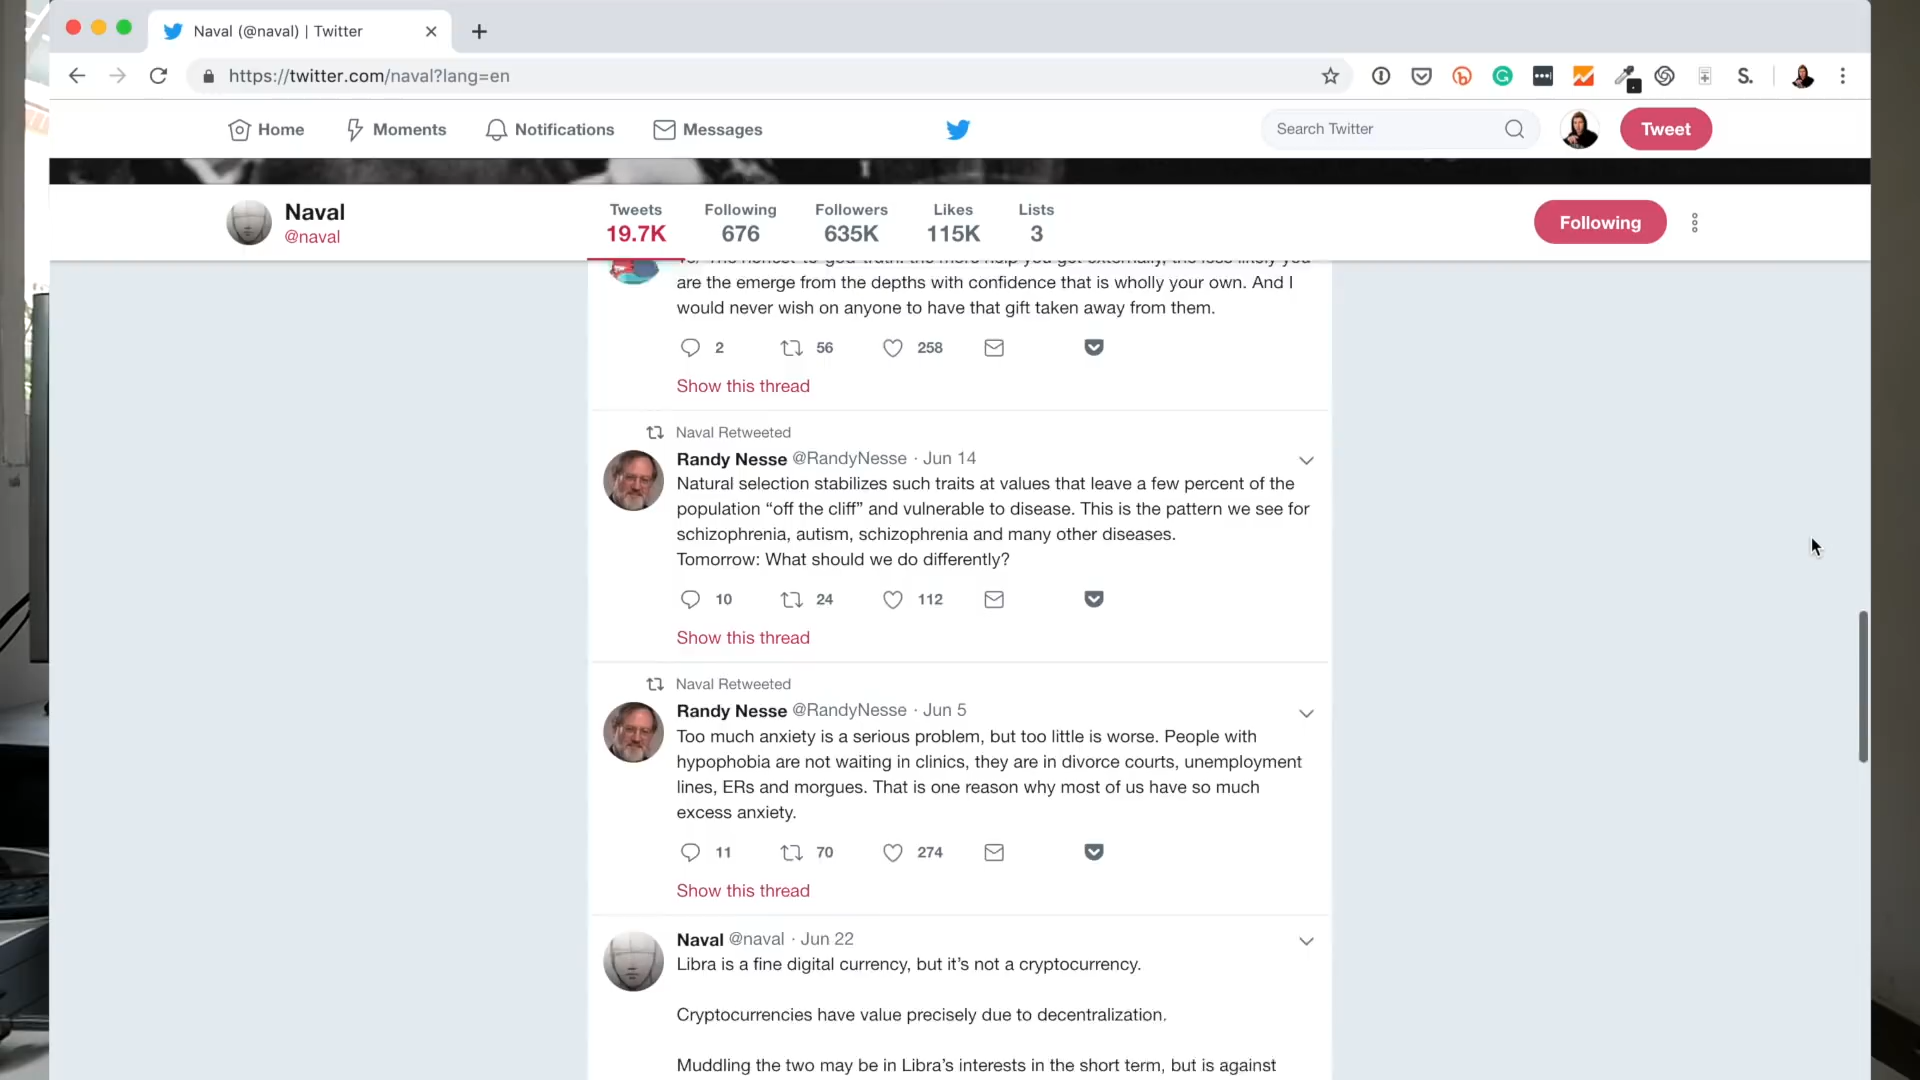 Naval (@naval) | Twitter
https://twitter.com/naval?lang=en
S.
Home
Moments
Notifications
Messages
Search Twitter
Tweet
Naval
@naval
Tweets
19.7K
Following
676
Followers
635K
Likes
115K
Lists
3
Following
are the emerge from the depths with confidence that is wholly your own. And I
would never wish on anyone to have that gift taken away from them.
2 56 258
Show this thread
Naval Retweeted
Randy Nesse @RandyNesse · Jun 14
Natural selection stabilizes such traits at values that leave a few percent of the
population “off the cliff” and vulnerable to disease. This is the pattern we see for
schizophrenia, autism, schizophrenia and many other diseases.
Tomorrow: What should we do differently?
10 24 112
Show this thread
Naval Retweeted
Randy Nesse @RandyNesse · Jun 5
Too much anxiety is a serious problem, but too little is worse. People with
hypophobia are not waiting in clinics, they are in divorce courts, unemployment
lines, ERs and morgues. That is one reason why most of us have so much
excess anxiety.
11 70 274
Show this thread
Naval @naval · Jun 22
Libra is a fine digital currency, but it’s not a cryptocurrency.
Cryptocurrencies have value precisely due to decentralization.
Muddling the two may be in Libra’s interests in the short term, but is against